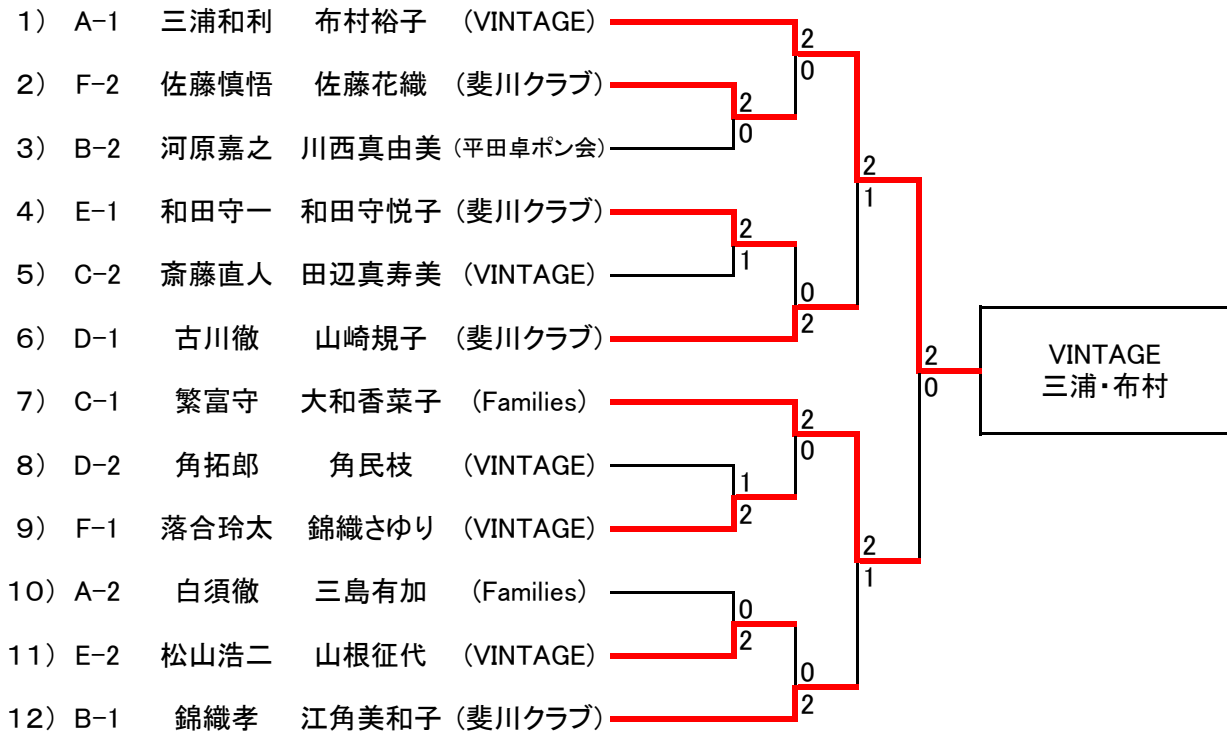 1) A-1 三浦和利 布村裕子 (VINTAGE)
2
0
2) F-2 佐藤慎悟 佐藤花織 (斐川クラブ)
2
0
3) B-2 河原嘉之 川西真由美 (平田卓ポン会)
2
1
4) E-1 和田守一 和田守悦子 (斐川クラブ)
2
1
5) C-2 斎藤直人 田辺真寿美 (VINTAGE)
0
2
6) D-1 古川徹 山崎規子 (斐川クラブ)
2
0
VINTAGE
三浦・布村
7) C-1 繁富守 大和香菜子 (Families)
2
0
8) D-2 角拓郎 角民枝 (VINTAGE)
1
2
9) F-1 落合玲太 錦織さゆり (VINTAGE)
2
1
10) A-2 白須徹 三島有加 (Families)
0
2
11) E-2 松山浩二 山根征代 (VINTAGE)
0
2
12) B-1 錦織孝 江角美和子 (斐川クラブ)